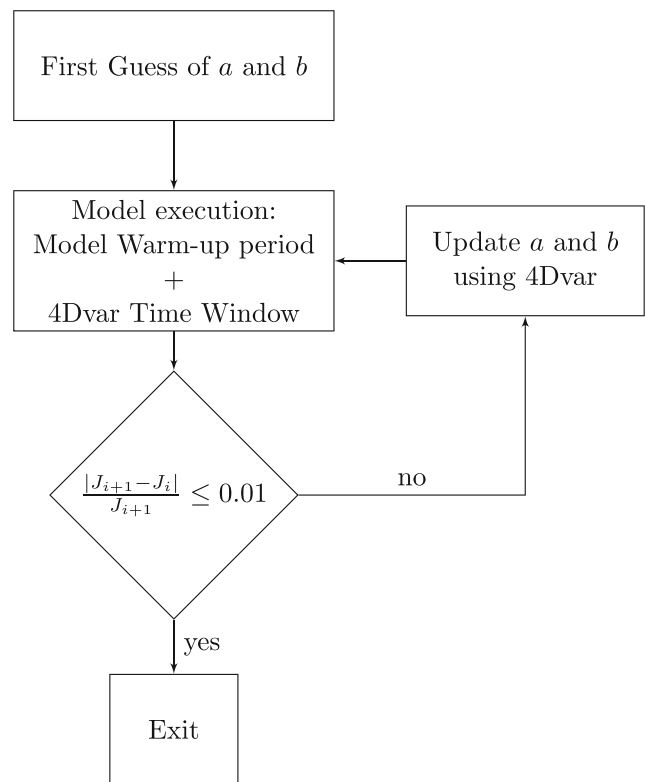 First Guess of a and b
Model execution:
Model Warm-up period
+
4Dvar Time Window
Update a and b
using 4Dvar
|J_{i+1}−J_i|
J_{i+1}
≤ 0.01
no
yes
Exit